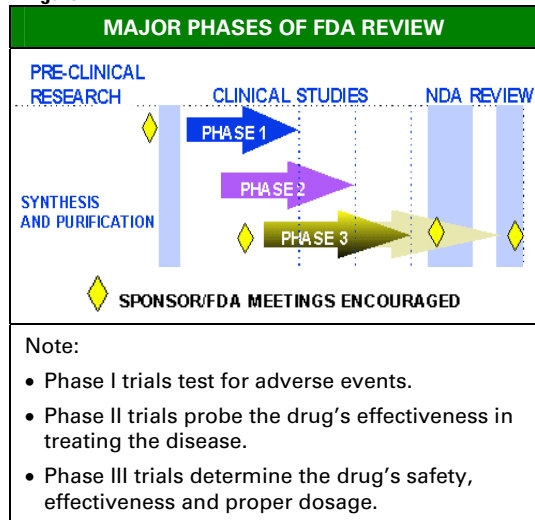 MAJOR PHASES OF FDA REVIEW
PRE-CLINICAL
RESEARCH
CLINICAL STUDIES
NDA REVIEW
PHASE 1
PHASE 2
SYNTHESIS
AND PURIFICATION
PHASE 3
SPONSOR/FDA MEETINGS ENCOURAGED
Note:
• Phase I trials test for adverse events.
• Phase II trials probe the drug's effectiveness in
treating the disease.
• Phase III trials determine the drug's safety,
effectiveness and proper dosage.